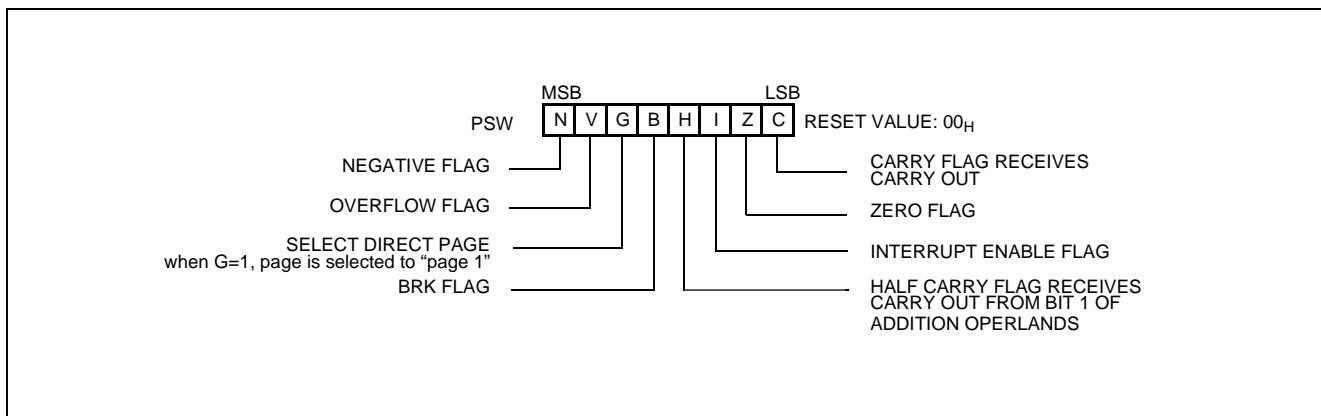 MSB LSB
PSW N V G B H I Z C RESET VALUE: 00H
NEGATIVE FLAG
OVERFLOW FLAG
SELECT DIRECT PAGE
when G=1, page is selected to “page 1”
BRK FLAG
CARRY FLAG RECEIVES
CARRY OUT
ZERO FLAG
INTERRUPT ENABLE FLAG
HALF CARRY FLAG RECEIVES
CARRY OUT FROM BIT 1 OF
ADDITION OPERLANDS